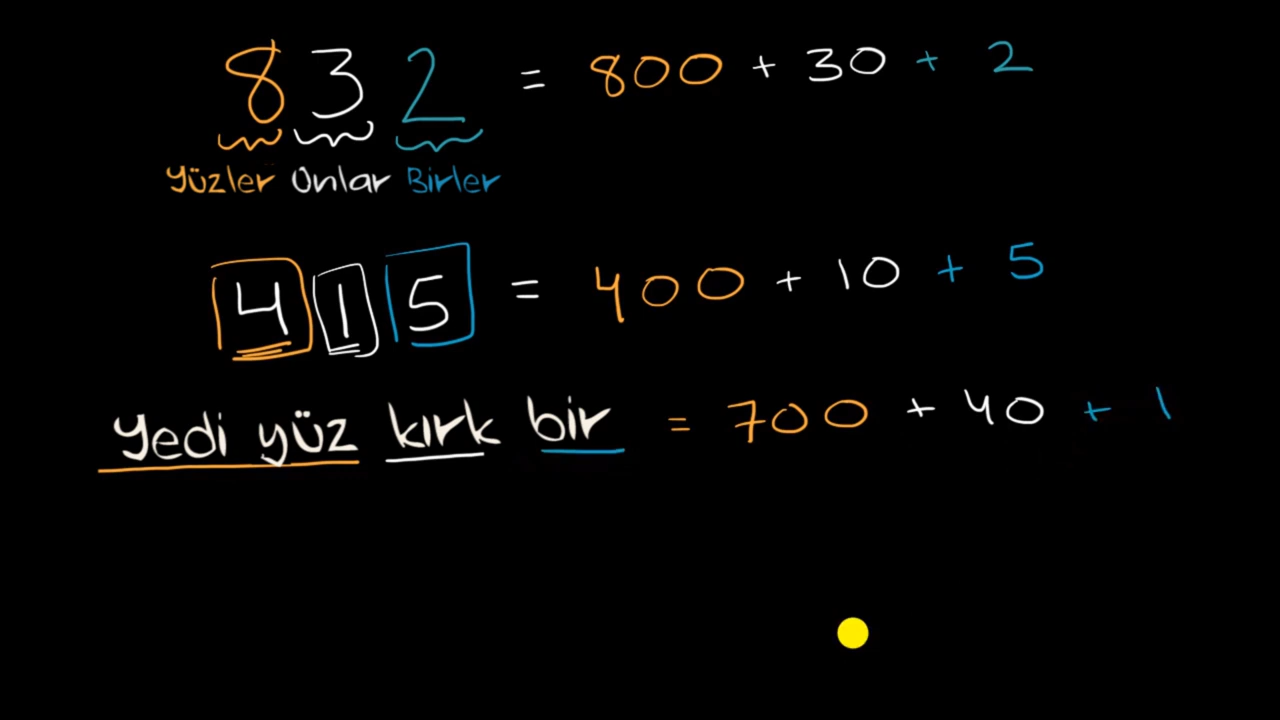 832 = 800 + 30 + 2
Yüzler Onlar Birler
415 = 400 + 10 + 5
Yedi yüz kırk bir = 700 + 40 + 1